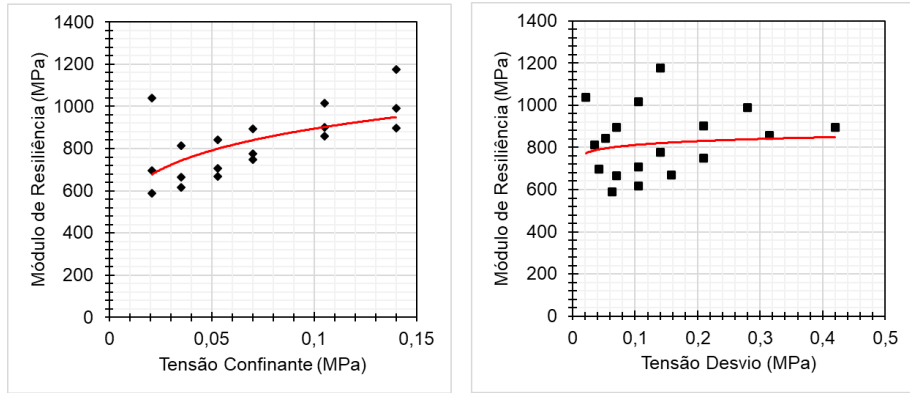 Módulo de Resiliência (MPa)
1400
1200
1000
800
600
400
200
0
0 0,05 0,1 0,15
Tensão Confinante (MPa)
Módulo de Resiliência (MPa)
1400
1200
1000
800
600
400
200
0
0 0,1 0,2 0,3 0,4 0,5
Tensão Desvio (MPa)